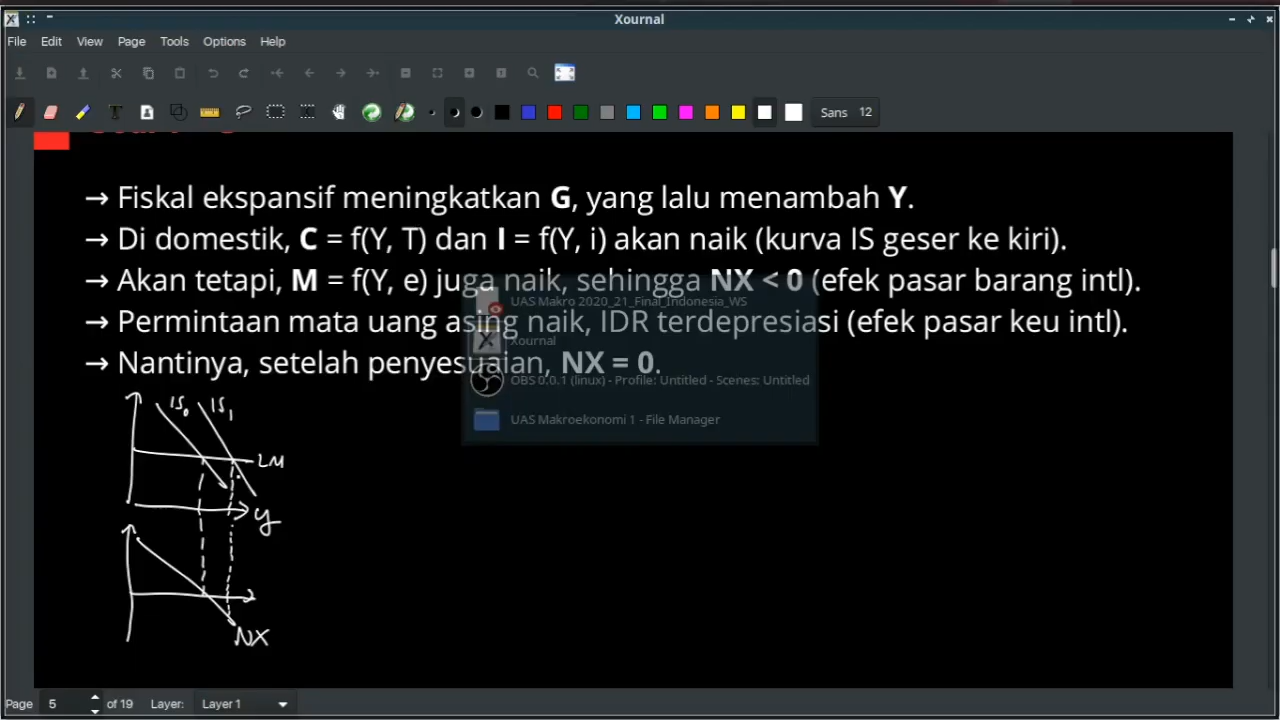 Xournal
File Edit View Page Tools Options Help
Sans 12
→ Fiskal ekspansif meningkatkan G, yang lalu menambah Y.
→ Di domestik, C = f(Y, T) dan I = f(Y, i) akan naik (kurva IS geser ke kiri).
→ Akan tetapi, M = f(Y, e) juga naik, sehingga NX < 0 (efek pasar barang intl).
UAS Makro 2020_21_Final_Indonesia_WS
→ Permintaan mata uang asing naik, IDR terdepresiasi (efek pasar keu intl).
Xournal
→ Nantinya, setelah penyesuaian, NX = 0.
OBS 0.0.1 (linux) - Profile: Untitled - Scenes: Untitled
UAS Makroekonomi 1 - File Manager
IS₀ IS₁
LM
y
NX
Page 5 of 19 Layer: Layer 1